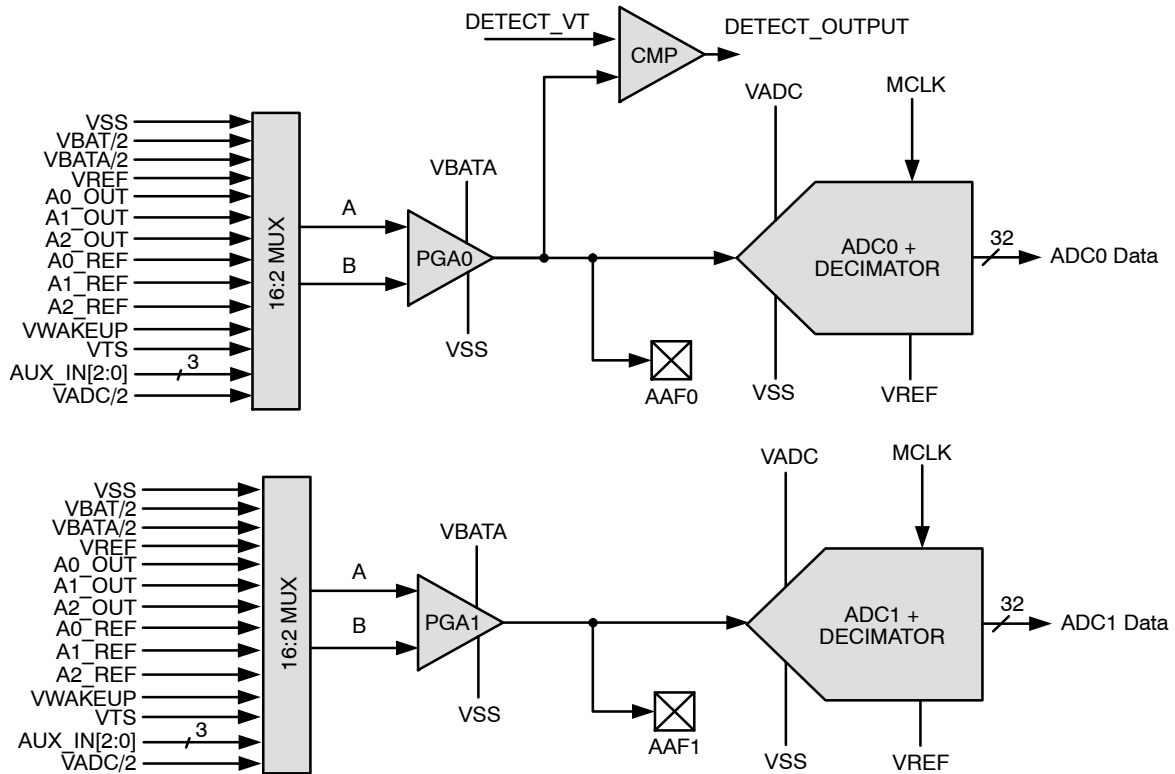 DETECT_VT
CMP
DETECT_OUTPUT
VADC
MCLK
VSS
VBAT/2
VBATA/2
VREF
A0_OUT
A1_OUT
A2_OUT
A0_REF
A1_REF
A2_REF
VWAKEUP
VTS
AUX_IN[2:0]
3
VADC/2
16:2 MUX
A
B
VBATA
PGA0
VSS
AAF0
ADC0 +
DECIMATOR
32
ADC0 Data
VSS
VREF
VADC
MCLK
VSS
VBAT/2
VBATA/2
VREF
A0_OUT
A1_OUT
A2_OUT
A0_REF
A1_REF
A2_REF
VWAKEUP
VTS
AUX_IN[2:0]
3
VADC/2
16:2 MUX
A
B
VBATA
PGA1
VSS
AAF1
ADC1 +
DECIMATOR
32
ADC1 Data
VSS
VREF